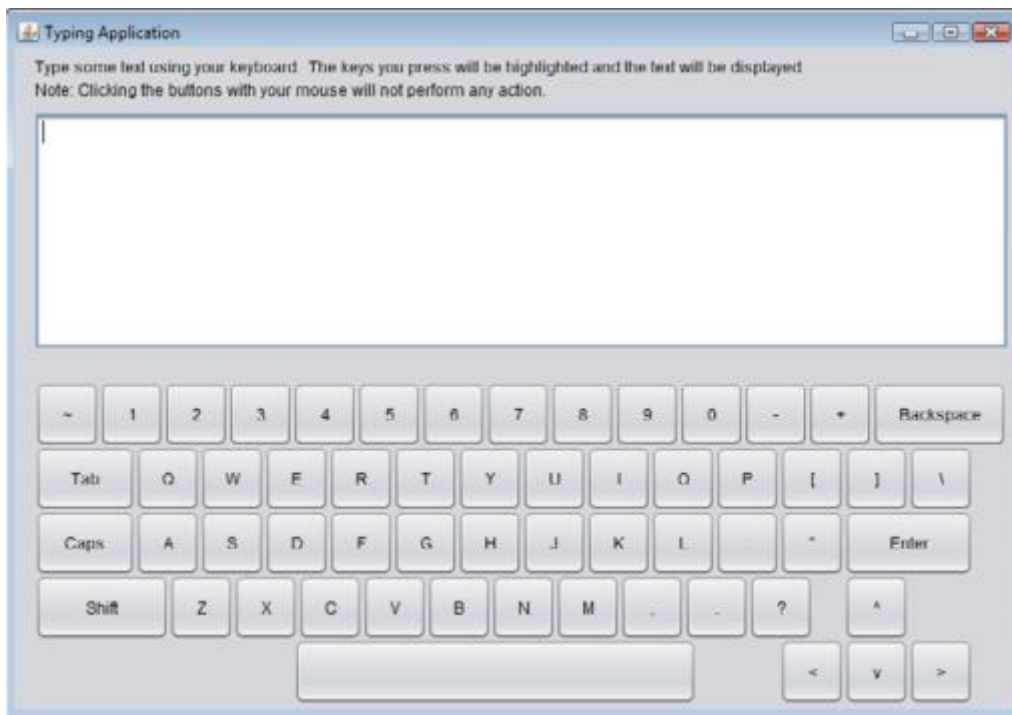 Typing Application
Type some text using your keyboard. The keys you press will be highlighted and the text will be displayed
Note: Clicking the buttons with your mouse will not perform any action.
~ 1 2 3 4 5 6 7 8 9 0 - + Backspace
Tab Q W E R T Y U I O P [ ] \
Caps A S D F G H J K L : " Enter
Shift Z X C V B N M , . ? ^
< v >